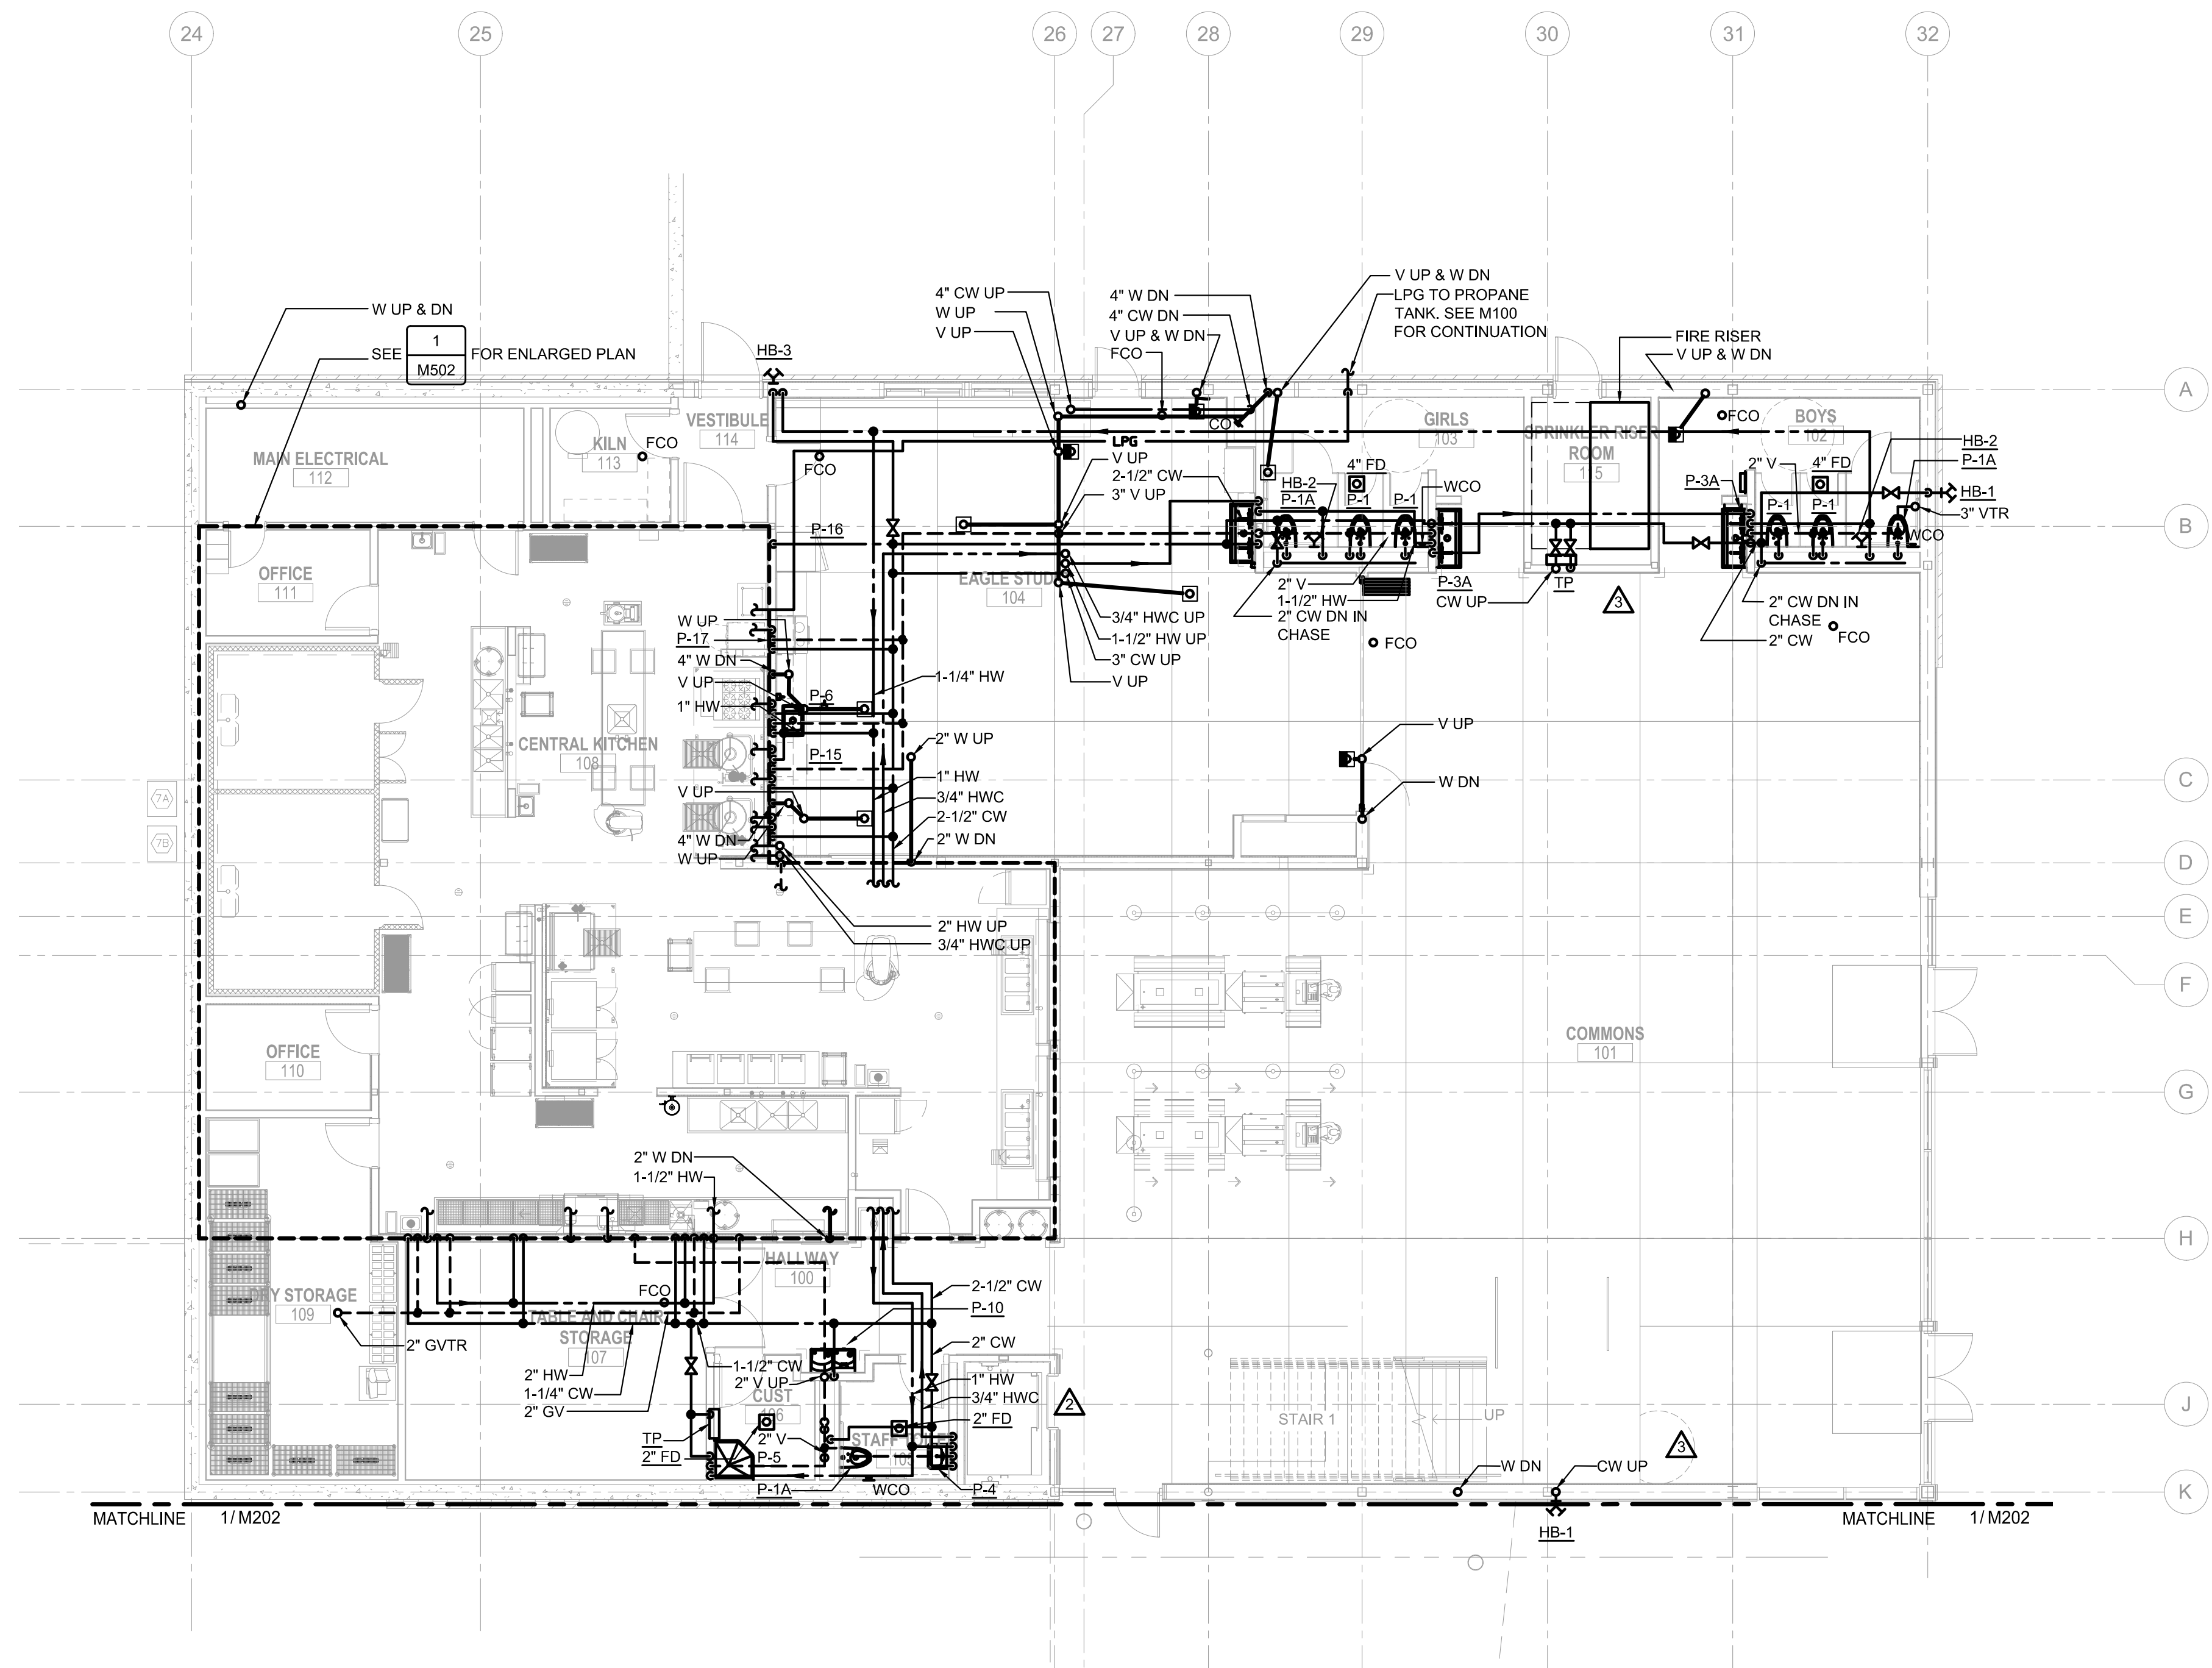 24
25
26
27
28
29
30
31
32
W UP & DN
SEE
1
M502
FOR ENLARGED PLAN
HB-3
4" CW UP
W UP
V UP
4" W DN
4" CW DN
V UP & W DN
FCO
V UP & W DN
LPG TO PROPANE
TANK. SEE M100
FOR CONTINUATION
FIRE RISER
V UP & W DN
A
MAIN ELECTRICAL
112
KILN
113
FCO
VESTIBULE
114
FCO
LPG
CO
GIRLS
103
SPRINKLER RISER
ROOM
115
FCO
BOYS
102
HB-2
P-1A
HB-1
3" VTR
WCO
V UP
2-1/2" CW
3" V UP
4" FD
HB-2
P-1A
P-1
P-1
WCO
P-3A
2" V
4" FD
P-1
P-1
B
P-16
OFFICE
111
EAGLE STUD
104
3/4" HWC UP
1-1/2" HW UP
3" CW UP
V UP
2" V
1-1/2" HW
2" CW DN IN
CHASE
P-3A
CW UP
TP
3
2" CW DN IN
CHASE
2" CW
FCO
FCO
W UP
P-17
4" W DN
V UP
1" HW
P-6
1-1/4" HW
CENTRAL KITCHEN
108
P-15
2" W UP
1" HW
3/4" HWC
2-1/2" CW
2" W DN
V UP
4" W DN
W UP
V UP
W DN
7A
7B
C
D
2" HW UP
3/4" HWC UP
E
F
OFFICE
110
COMMONS
101
G
2" W DN
1-1/2" HW
H
HALLWAY
100
DRY STORAGE
109
FCO
TABLE AND CHAIR
STORAGE
107
2" GVTR
2-1/2" CW
P-10
2" CW
2" HW
1-1/4" CW
2" GV
1-1/2" CW
2" V UP
1" HW
3/4" HWC
2" FD
CUST
106
2
STAIR 1
UP
J
TP
2" FD
2" V
P-5
STAFF TOILET
105
P-1A
WCO
P-4
3
W DN
CW UP
K
MATCHLINE 1/ M202
HB-1
MATCHLINE 1/ M202